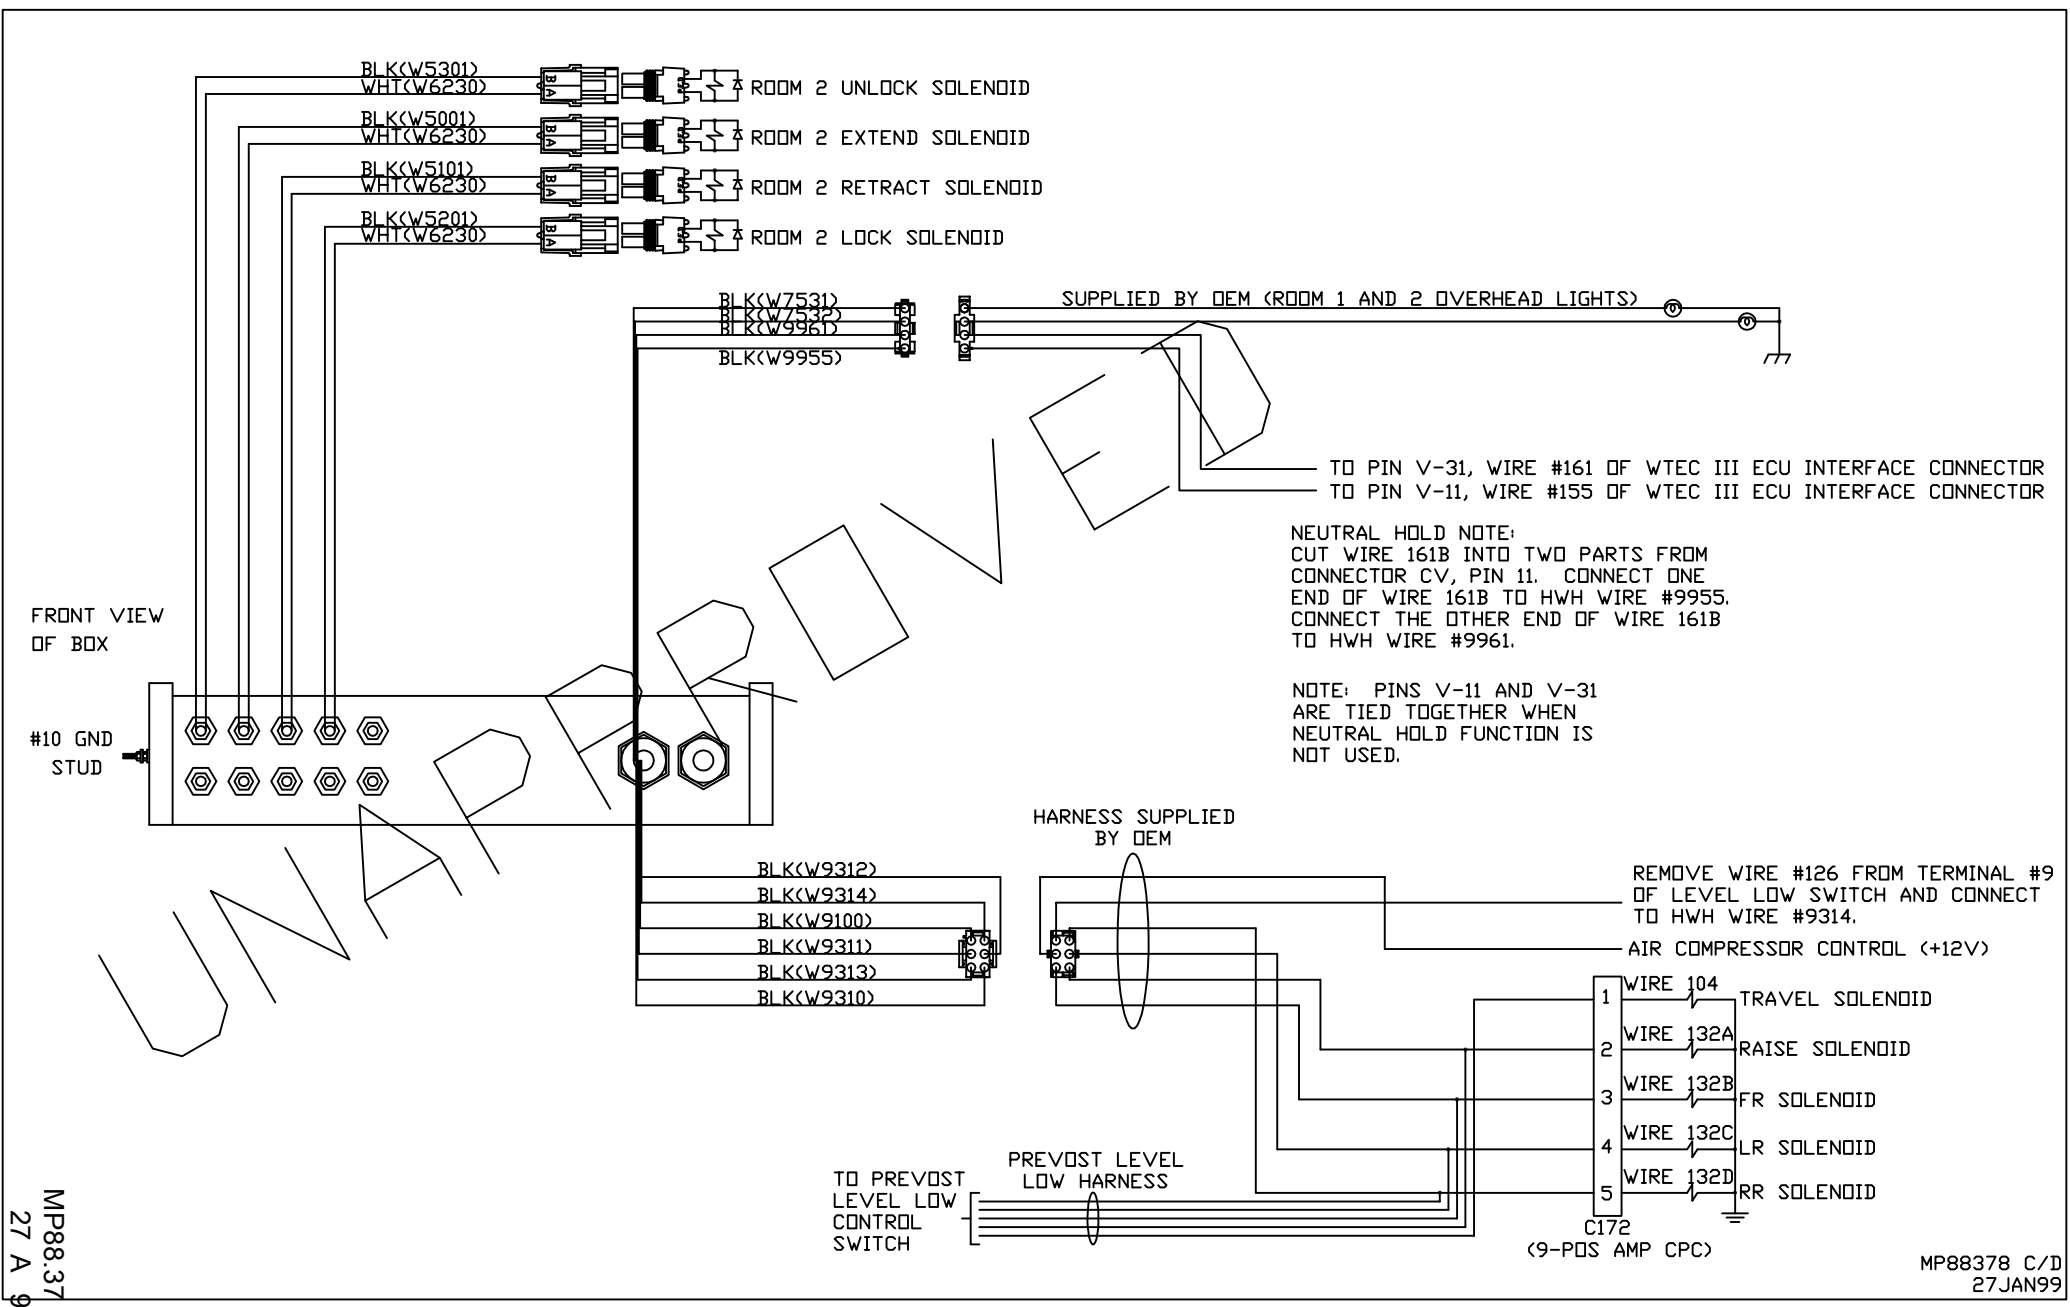 BLK(W5301)
WHT(W6230)
B
A
ROOM 2 UNLOCK SOLENOID
BLK(W5001)
WHT(W6230)
B
A
ROOM 2 EXTEND SOLENOID
BLK(W5101)
WHT(W6230)
B
A
ROOM 2 RETRACT SOLENOID
BLK(W5201)
WHT(W6230)
B
A
ROOM 2 LOCK SOLENOID
BLK(W7531)
BLK(W7532)
BLK(W9961)
BLK(W9955)
SUPPLIED BY OEM (ROOM 1 AND 2 OVERHEAD LIGHTS)
TO PIN V-31, WIRE #161 OF WTEC III ECU INTERFACE CONNECTOR
TO PIN V-11, WIRE #155 OF WTEC III ECU INTERFACE CONNECTOR
NEUTRAL HOLD NOTE:
CUT WIRE 161B INTO TWO PARTS FROM
CONNECTOR CV, PIN 11. CONNECT ONE
END OF WIRE 161B TO HWH WIRE #9955.
CONNECT THE OTHER END OF WIRE 161B
TO HWH WIRE #9961.
NOTE: PINS V-11 AND V-31
ARE TIED TOGETHER WHEN
NEUTRAL HOLD FUNCTION IS
NOT USED.
FRONT VIEW
OF BOX
#10 GND
STUD
UNAPPROVED
HARNESS SUPPLIED
BY OEM
BLK(W9312)
BLK(W9314)
BLK(W9100)
BLK(W9311)
BLK(W9313)
BLK(W9310)
REMOVE WIRE #126 FROM TERMINAL #9
OF LEVEL LOW SWITCH AND CONNECT
TO HWH WIRE #9314.
AIR COMPRESSOR CONTROL (+12V)
1
WIRE 104
TRAVEL SOLENOID
2
WIRE 132A
RAISE SOLENOID
3
WIRE 132B
FR SOLENOID
4
WIRE 132C
LR SOLENOID
5
WIRE 132D
RR SOLENOID
C172
(9-POS AMP CPC)
TO PREVOST
LEVEL LOW
CONTROL
SWITCH
PREVOST LEVEL
LOW HARNESS
MP88.37
27 A 9
MP88378 C/D
27JAN99